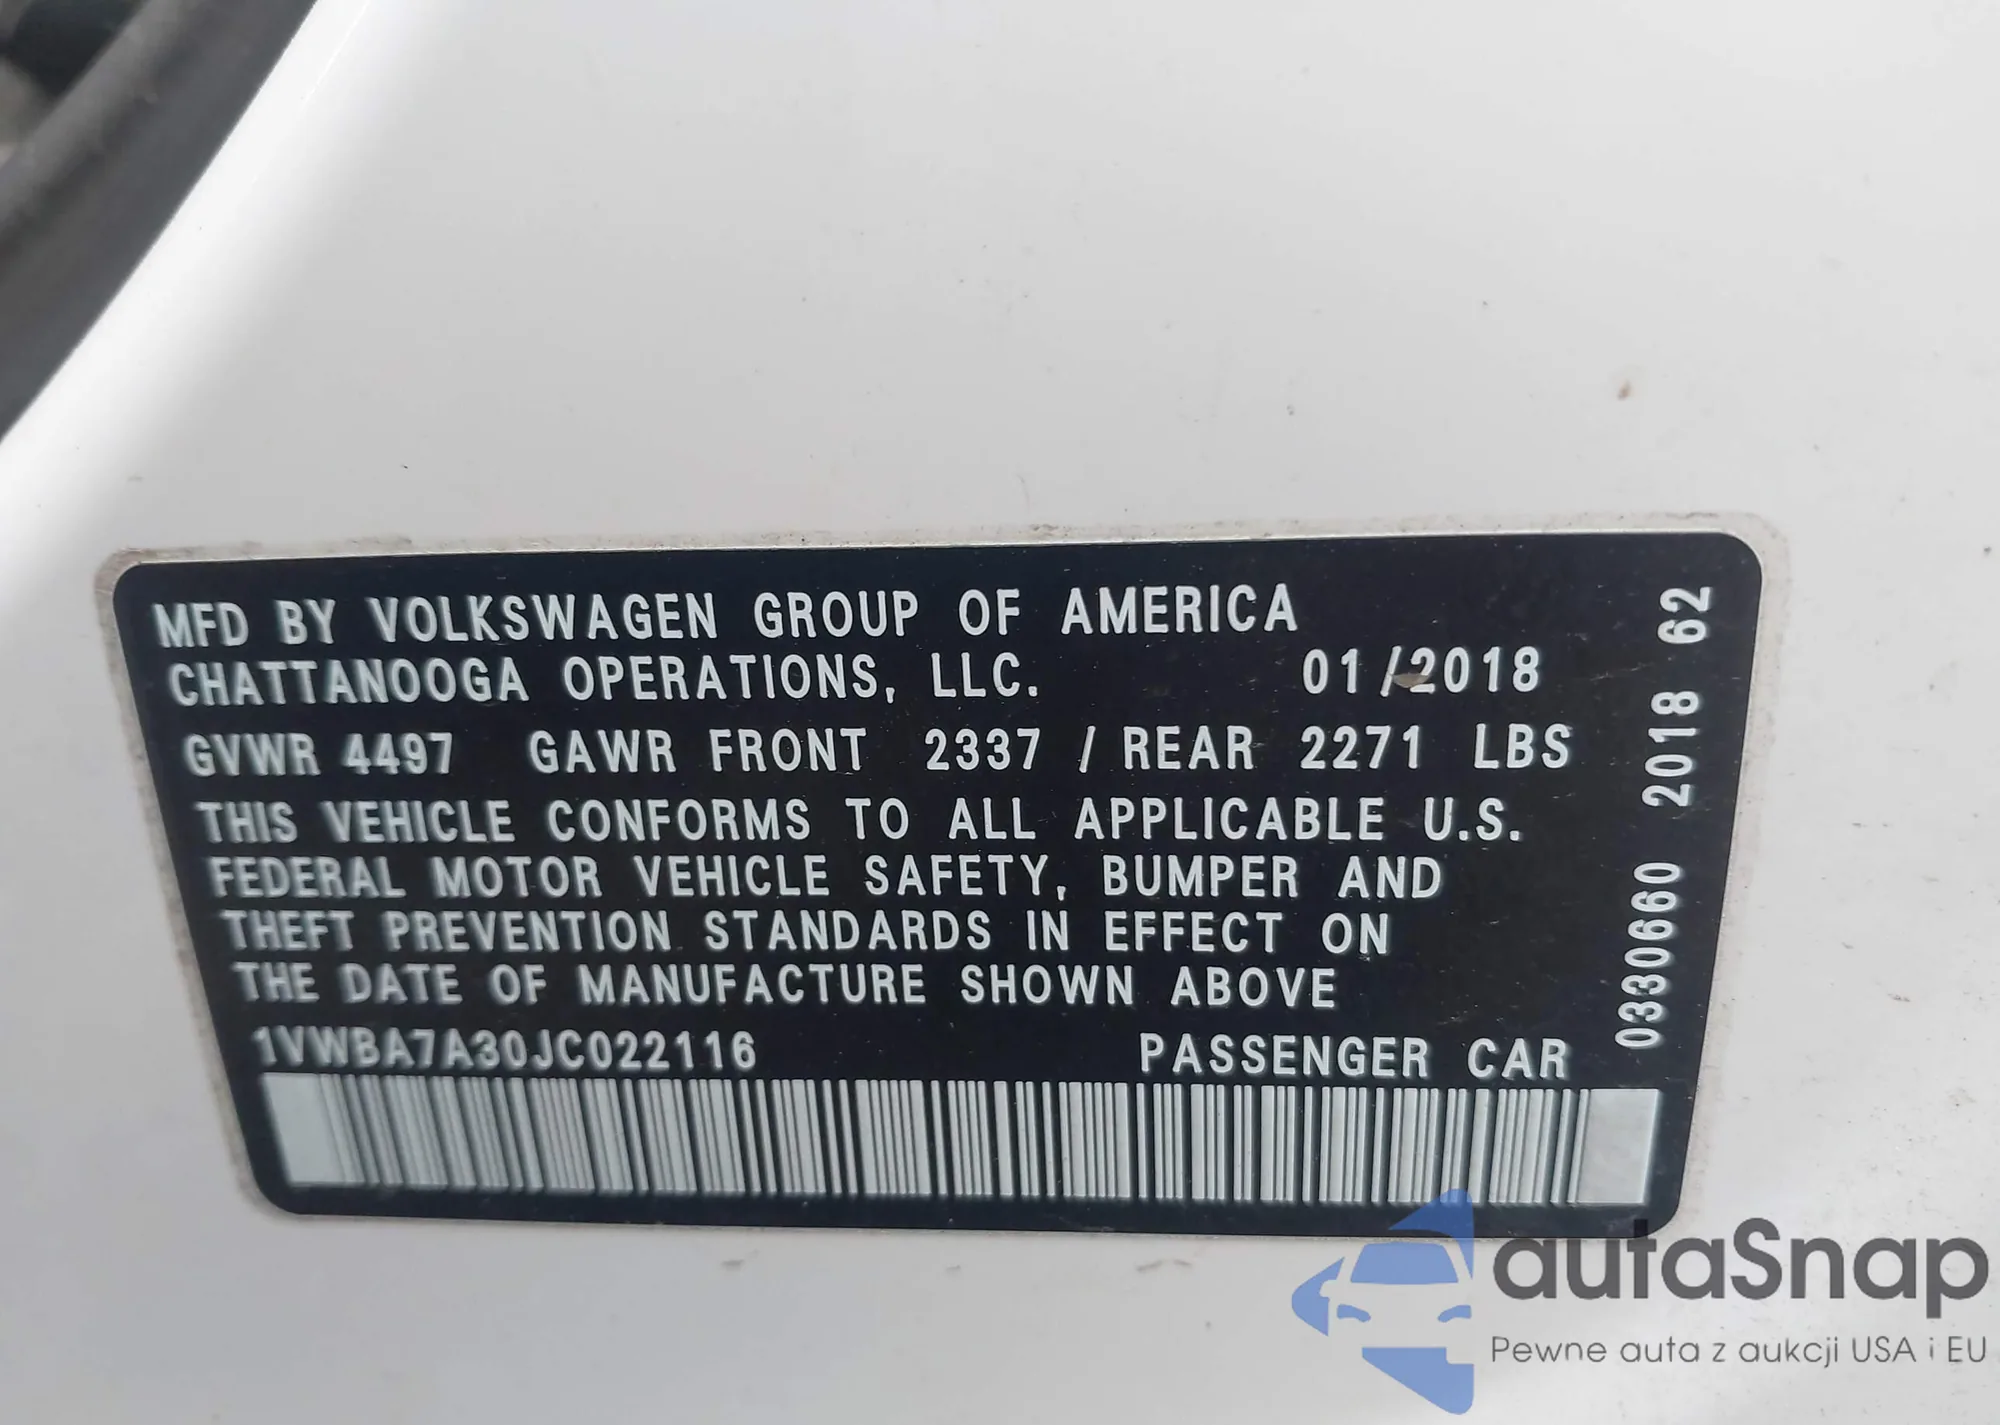 MFD BY VOLKSWAGEN GROUP OF AMERICA
CHATTANOOGA OPERATIONS, LLC. 01/2018
GVWR 4497 GAWR FRONT 2337 / REAR 2271 LBS
THIS VEHICLE CONFORMS TO ALL APPLICABLE U.S.
FEDERAL MOTOR VEHICLE SAFETY, BUMPER AND
THEFT PREVENTION STANDARDS IN EFFECT ON
THE DATE OF MANUFACTURE SHOWN ABOVE
1VWBA7A30JC022116 PASSENGER CAR
0330660 2018 62
autaSnap
Pewne auta z aukcji USA i EU